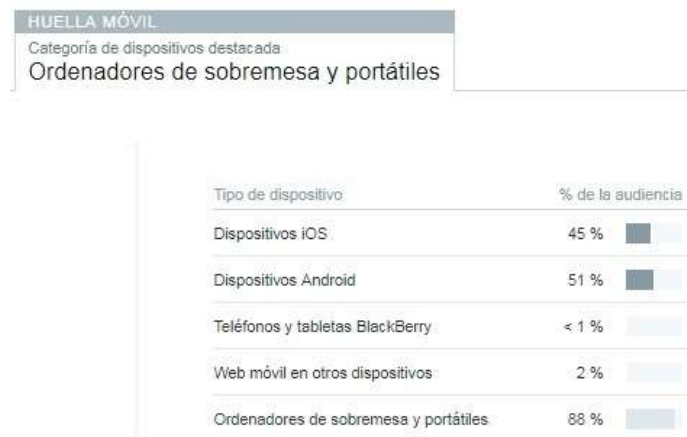 HUELLA MÓVIL
Categoría de dispositivos destacada
Ordenadores de sobremesa y portátiles
Tipo de dispositivo % de la audiencia
Dispositivos iOS 45 %
Dispositivos Android 51 %
Teléfonos y tabletas BlackBerry < 1 %
Web móvil en otros dispositivos 2 %
Ordenadores de sobremesa y portátiles 88 %